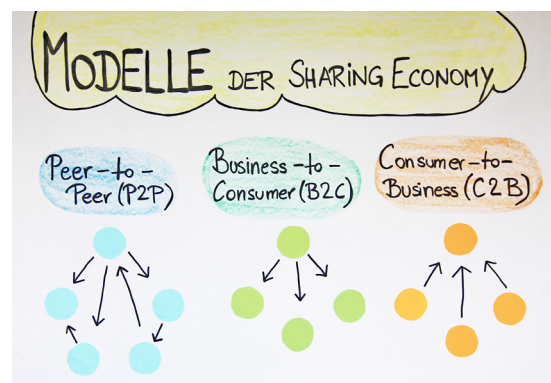 MODELLE DER SHARING ECONOMY
Peer-to-
Peer (P2P)
Business-to-
Consumer (B2C)
Consumer-to-
Business (C2B)